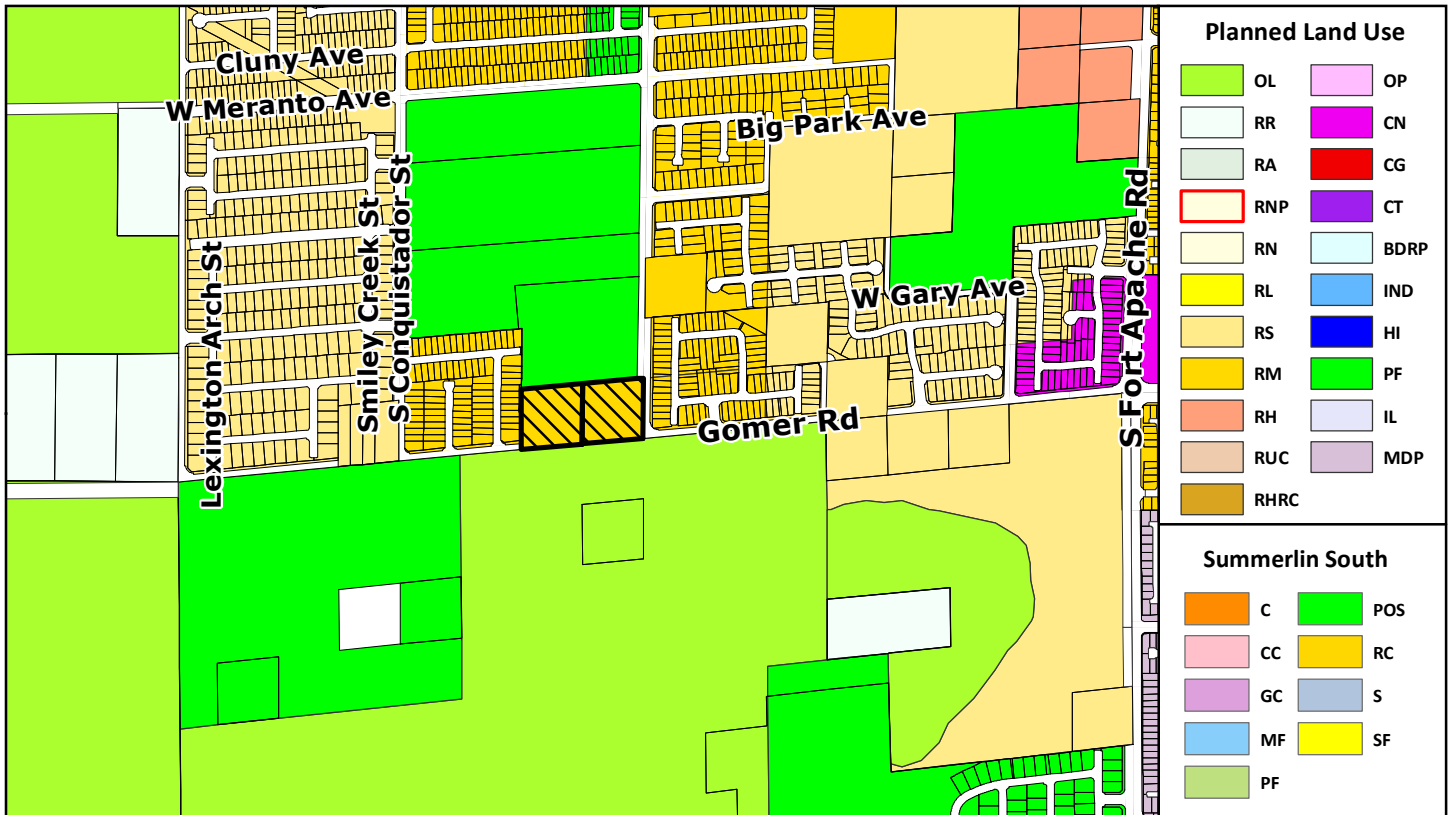 Cluny Ave
W Meranto Ave
Big Park Ave
Lexington Arch St
Smiley Creek St
S Conquistador St
W Gary Ave
S Fort Apache Rd
Gomer Rd
Planned Land Use
OL OP
RR CN
RA CG
RNP CT
RN BDRP
RL IND
RS HI
RM PF
RH IL
RUC MDP
RHRC
Summerlin South
C POS
CC RC
GC S
MF SF
PF